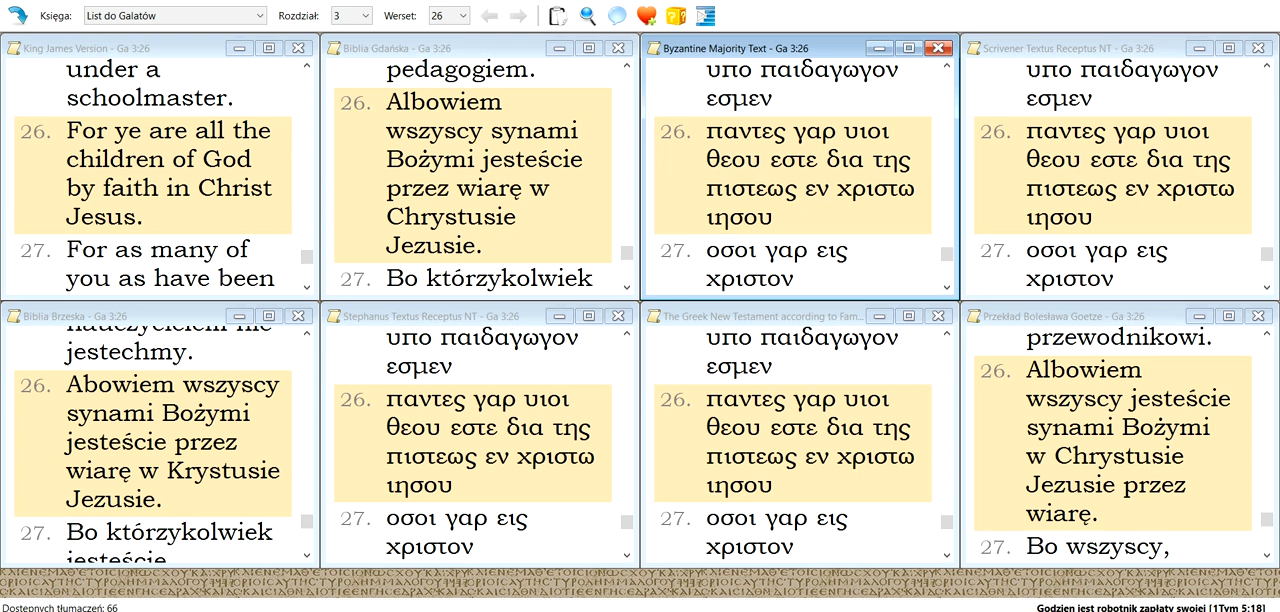 Księga: List do Galatów Rozdział: 3 Werset: 26
King James Version - Ga 3:26
under a
schoolmaster.
26. For ye are all the
children of God
by faith in Christ
Jesus.
27. For as many of
you as have been
Biblia Gdańska - Ga 3:26
pedagogiem.
26. Albowiem
wszyscy synami
Bożymi jesteście
przez wiarę w
Chrystusie
Jezusie.
27. Bo którzykolwiek
Byzantine Majority Text - Ga 3:26
υπο παιδαγωγον
εσμεν
26. παντες γαρ υιοι
θεου εστε δια της
πιστεως εν χριστω
ιησου
27. οσοι γαρ εις
χριστον
Scrivener Textus Receptus NT - Ga 3:26
υπο παιδαγωγον
εσμεν
26. παντες γαρ υιοι
θεου εστε δια της
πιστεως εν χριστω
ιησου
27. οσοι γαρ εις
χριστον
Biblia Brzeska - Ga 3:26
nauczycielem nie
jestechmy.
26. Abowiem wszyscy
synami Bożymi
jesteście przez
wiarę w Krystusie
Jezusie.
27. Bo którzykolwiek
jesteście
Stephanus Textus Receptus NT - Ga 3:26
υπο παιδαγωγον
εσμεν
26. παντες γαρ υιοι
θεου εστε δια της
πιστεως εν χριστω
ιησου
27. οσοι γαρ εις
χριστον
The Greek New Testament according to Fam... - Ga 3:26
υπο παιδαγωγον
εσμεν
26. παντες γαρ υιοι
θεου εστε δια της
πιστεως εν χριστω
ιησου
27. οσοι γαρ εις
χριστον
Przekład Bolesława Goetze - Ga 3:26
przewodnikowi.
26. Albowiem
wszyscy jesteście
synami Bożymi
w Chrystusie
Jezusie przez
wiarę.
27. Bo wszyscy,
Dostępnych tłumaczeń: 66
Godzien jest robotnik zapłaty swojej [1Tym 5:18]